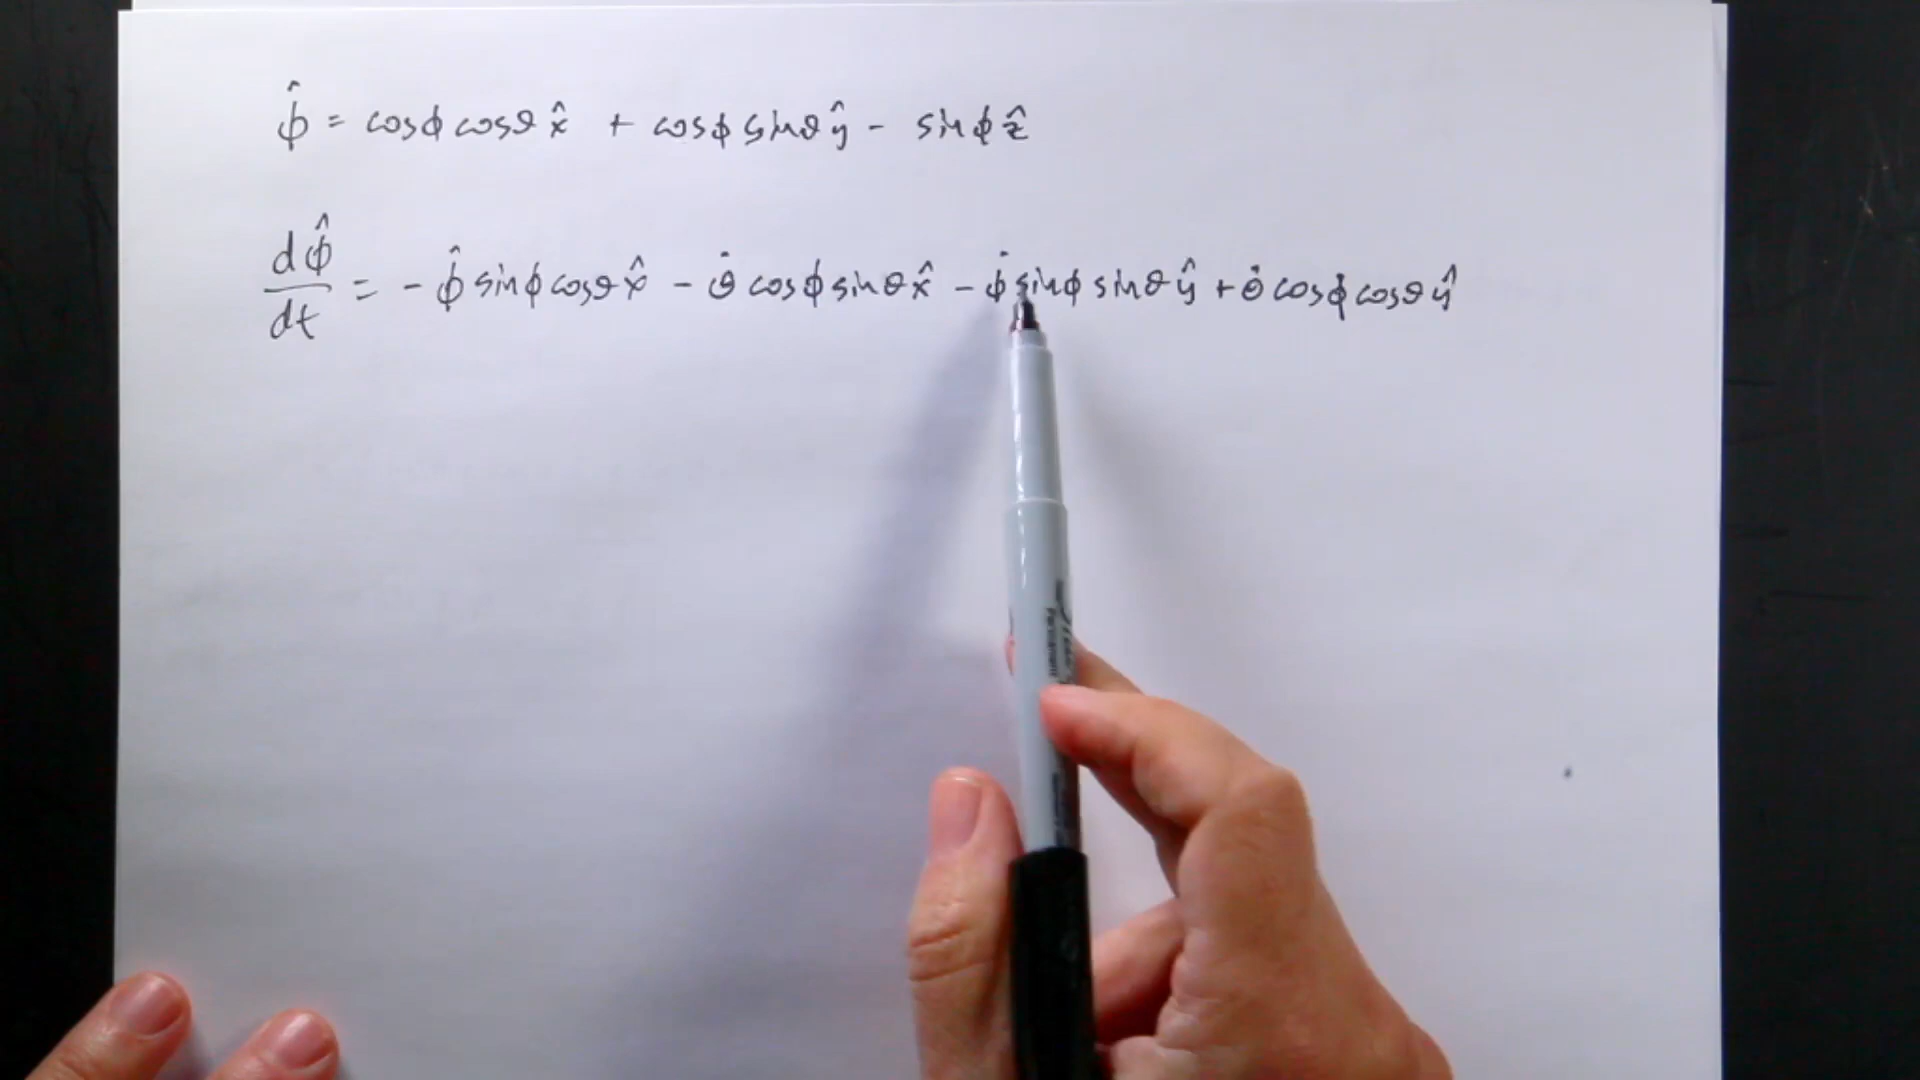 φ̂ = cosφ cosθ x̂ + cosφ sinθ ŷ - sinφ ẑ
dφ̂/dt = - φ̂ sinφ cosθ x̂ - θ̇ cosφ sinθ x̂ - φ̇ sinφ sinθ ŷ + θ̇ cosφ cosθ ŷ